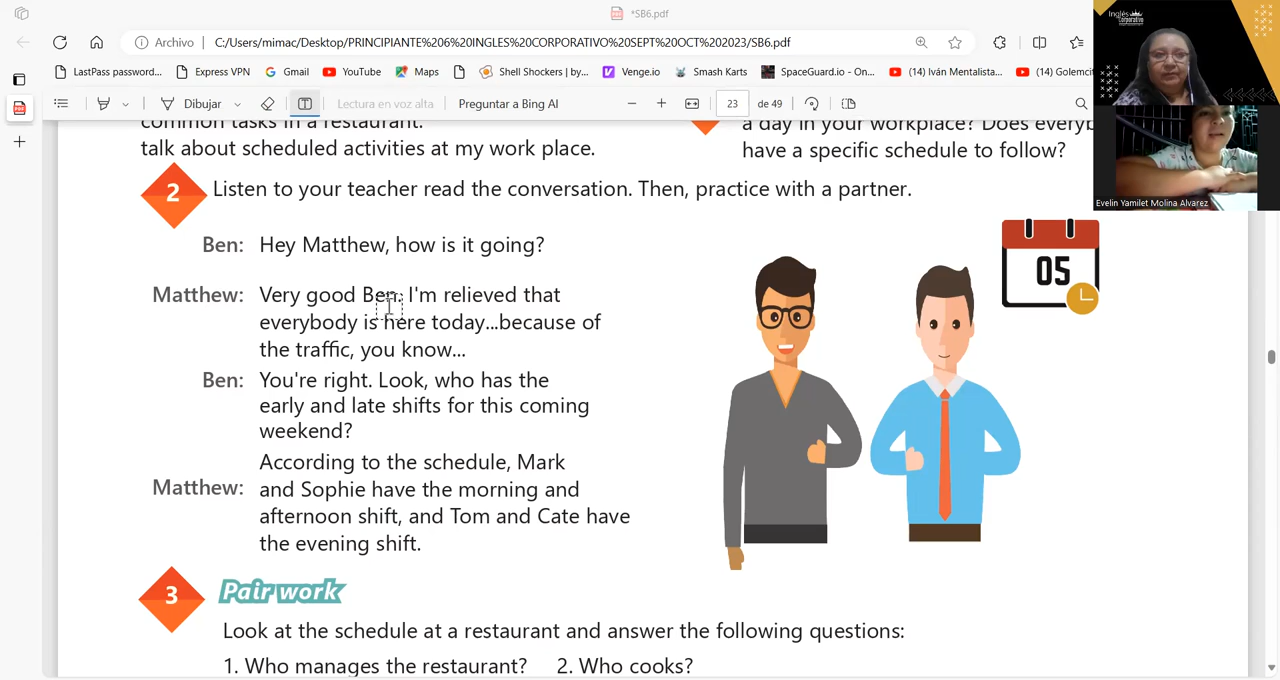 *SB6.pdf
Archivo C:/Users/mimac/Desktop/PRINCIPIANTE%206%20INGLES%20CORPORATIVO%20SEPT%20OCT%202023/SB6.pdf
LastPass password... Express VPN Gmail YouTube Maps Shell Shockers | by... Venge.io Smash Karts SpaceGuard.io - On... (14) Iván Mentalista... (14) Golemcit
Dibujar Lectura en voz alta Preguntar a Bing AI 23 de 49
Inglés
Corporativo
Evelin Yamilet Molina Alvarez
common tasks in a restaurant.
talk about scheduled activities at my work place.
a day in your workplace? Does everyb
have a specific schedule to follow?
2 Listen to your teacher read the conversation. Then, practice with a partner.
Ben: Hey Matthew, how is it going?
Matthew: Very good Ben. I'm relieved that
everybody is here today...because of
the traffic, you know...
Ben: You're right. Look, who has the
early and late shifts for this coming
weekend?
According to the schedule, Mark
Matthew: and Sophie have the morning and
afternoon shift, and Tom and Cate have
the evening shift.
05
3 Pair work
Look at the schedule at a restaurant and answer the following questions:
1. Who manages the restaurant? 2. Who cooks?